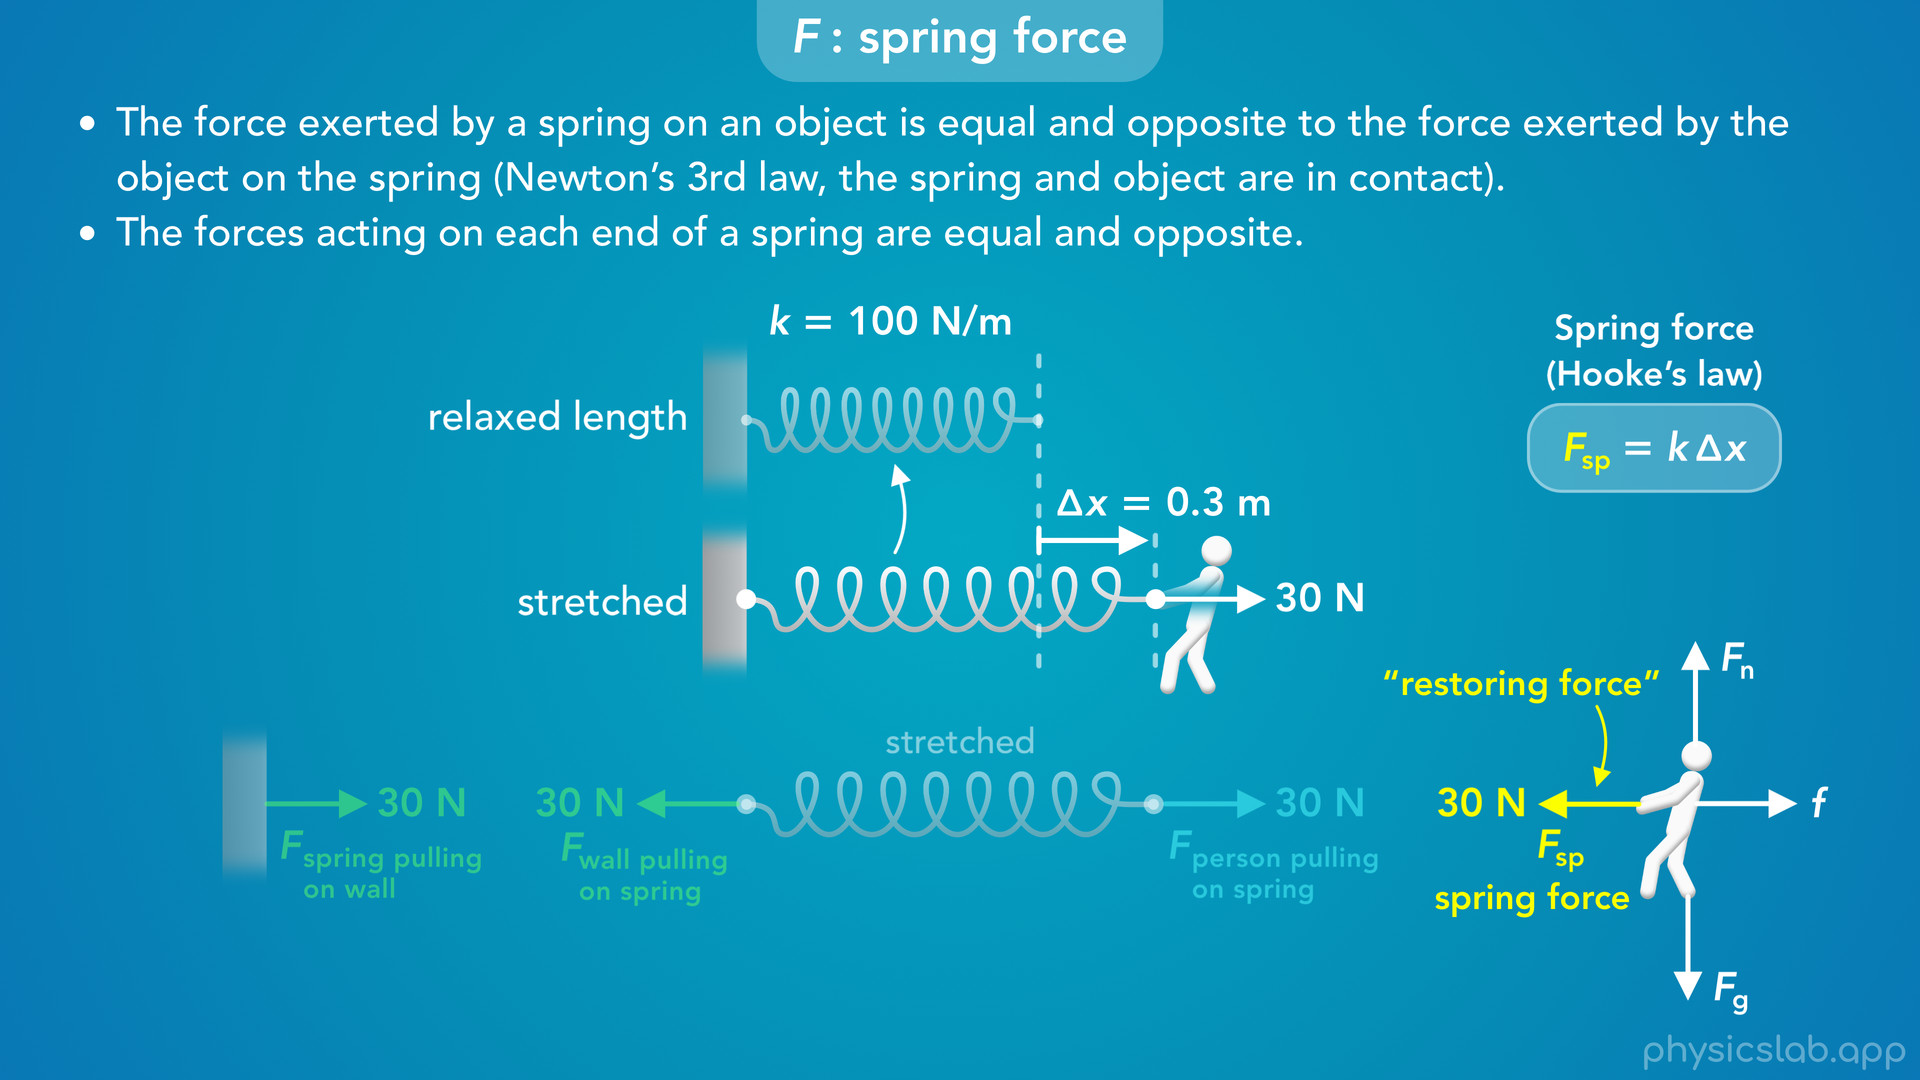 F : spring force
• The force exerted by a spring on an object is equal and opposite to the force exerted by the
object on the spring (Newton’s 3rd law, the spring and object are in contact).
• The forces acting on each end of a spring are equal and opposite.
k = 100 N/m
Spring force
(Hooke’s law)
relaxed length
Fsp = k Δx
Δx = 0.3 m
stretched
30 N
“restoring force”
Fn
stretched
30 N
30 N
30 N
30 N
f
Fspring pulling
on wall
Fwall pulling
on spring
Fperson pulling
on spring
Fsp
spring force
Fg
physicslab.app